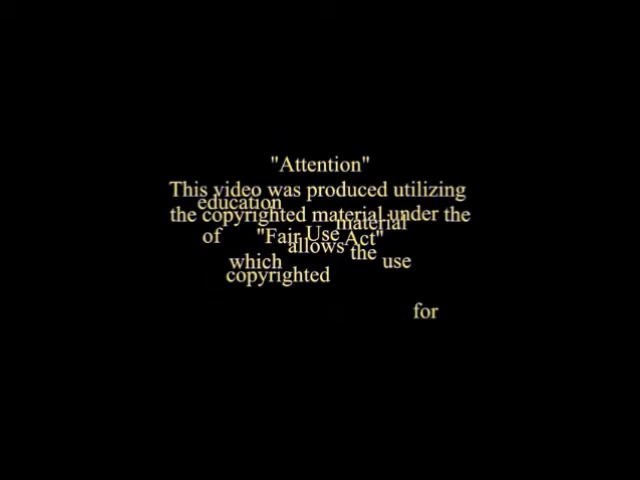 "Attention"
This video was produced utilizing
education
the copyrighted material under the
material
of "Fair Use Act"
allows the
which use
copyrighted
for